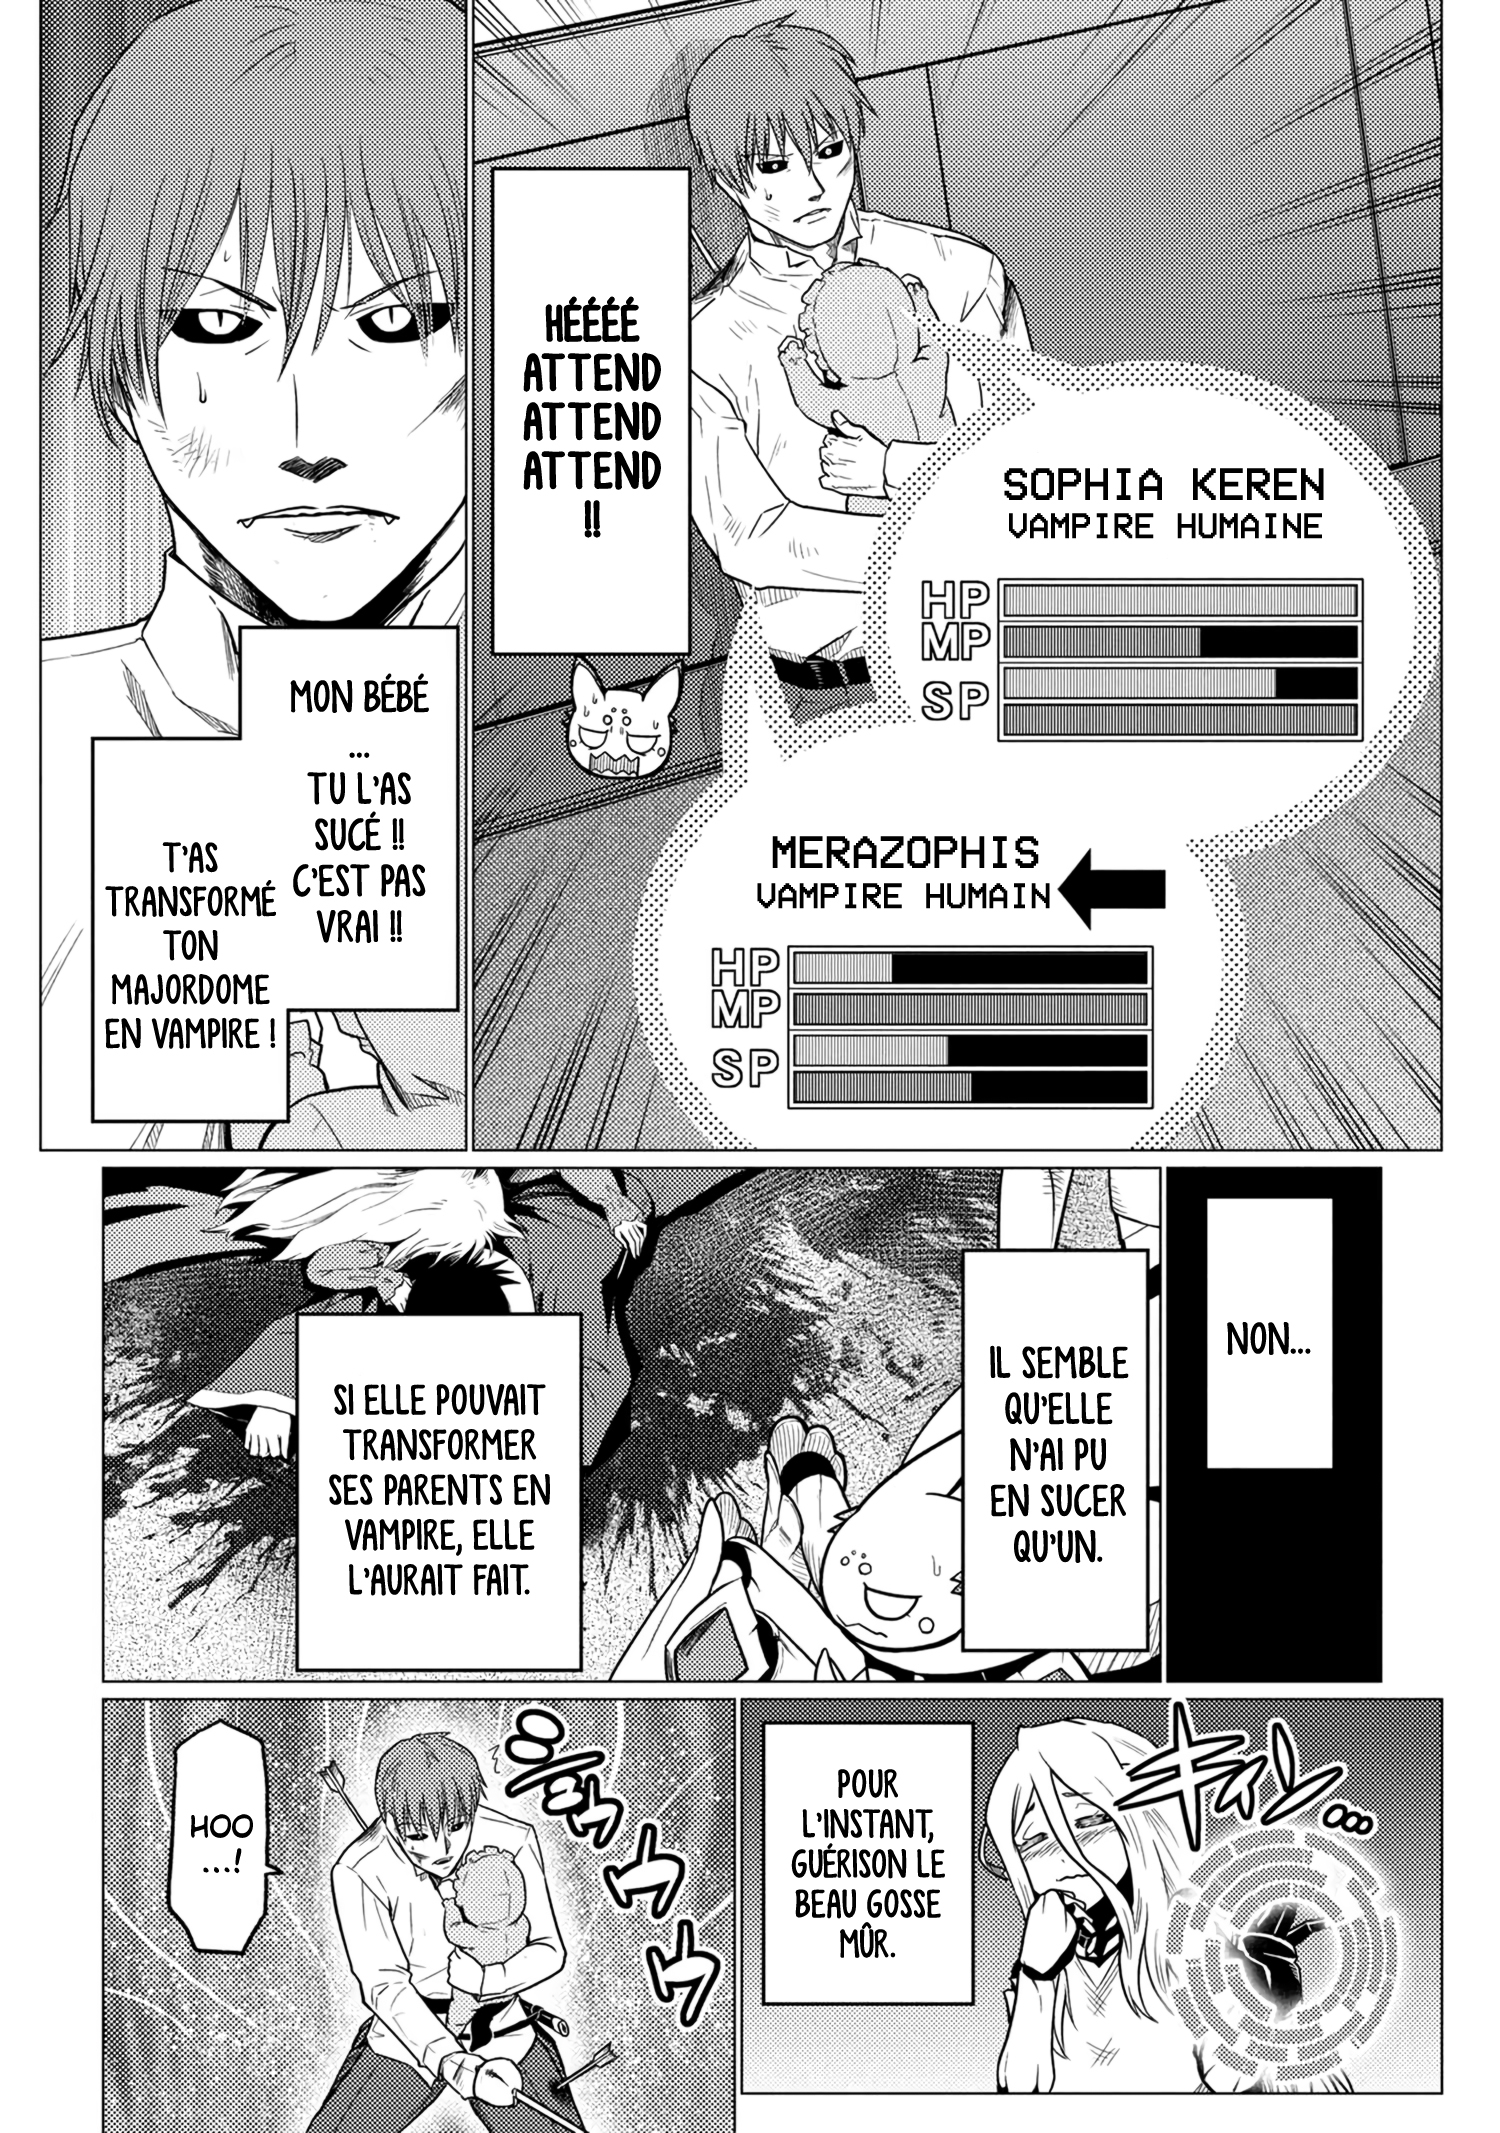 HÉÉÉÉ
ATTEND
ATTEND
ATTEND
!!
SOPHIA KEREN
VAMPIRE HUMAINE
HP
MP
SP
MERAZOPHIS
VAMPIRE HUMAIN
HP
MP
SP
MON BÉBÉ
...
TU L'AS
SUCÉ !!
C'EST PAS
VRAI !!
T'AS
TRANSFORMÉ
TON
MAJORDOME
EN VAMPIRE !
NON...
IL SEMBLE
QU'ELLE
N'AI PU
EN SUCER
QU'UN.
SI ELLE POUVAIT
TRANSFORMER
SES PARENTS EN
VAMPIRE, ELLE
L'AURAIT FAIT.
POUR
L'INSTANT,
GUÉRISON LE
BEAU GOSSE
MÛR.
キィン...
HOO
...!